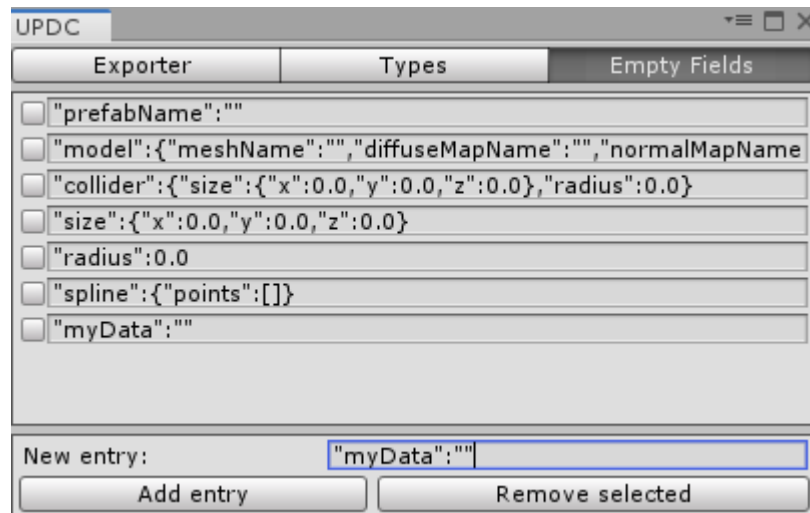 UPDC
Exporter Types Empty Fields
"prefabName":""
"model":{"meshName":"","diffuseMapName":"","normalMapName
"collider":{"size":{"x":0.0,"y":0.0,"z":0.0},"radius":0.0}
"size":{"x":0.0,"y":0.0,"z":0.0}
"radius":0.0
"spline":{"points":[]}
"myData":""
New entry: "myData":""
Add entry Remove selected